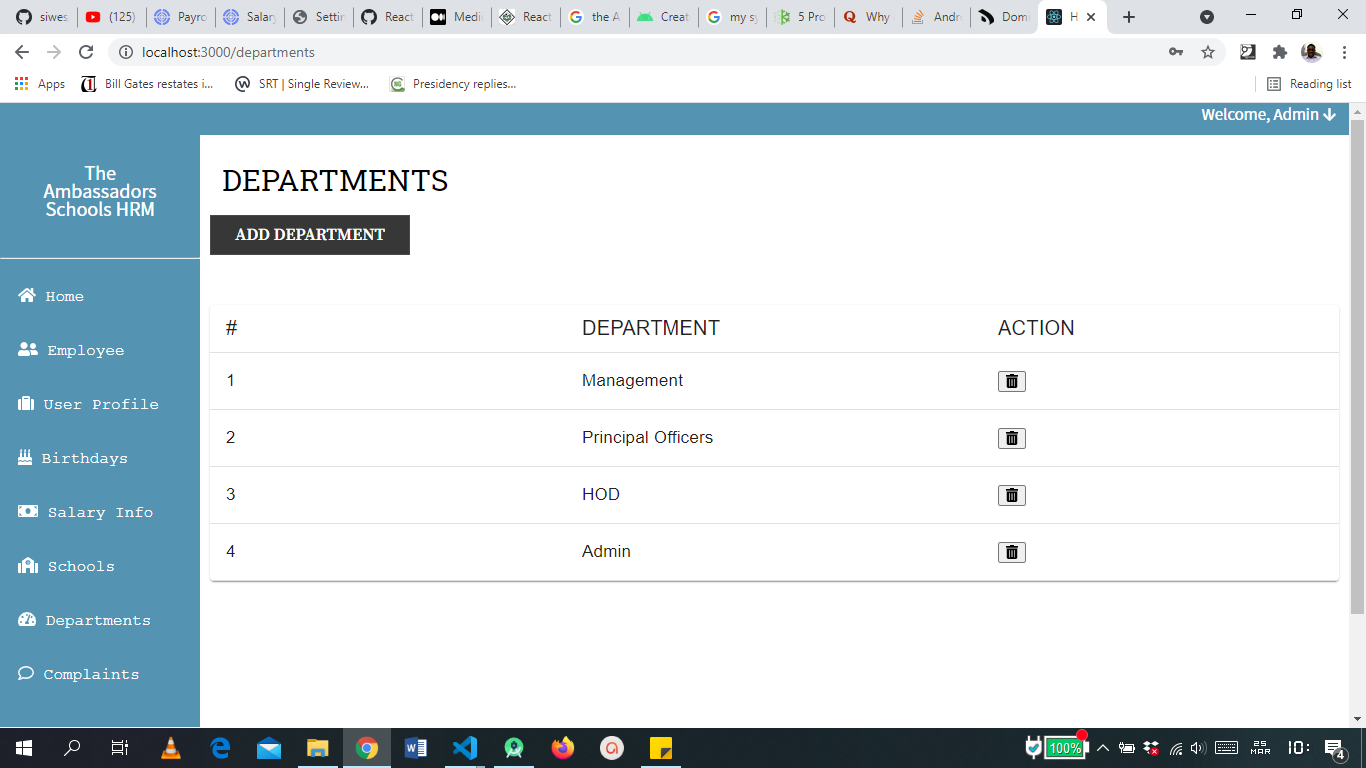 siwes
(125)
Payro
Salary
Settin
React
Medi
React
the A
Creat
my sy
5 Pro
Why
Andro
Dom
H
localhost:3000/departments
Apps
Bill Gates restates i...
SRT | Single Review...
Presidency replies...
Reading list
Welcome, Admin
The
Ambassadors
Schools HRM
Home
Employee
User Profile
Birthdays
Salary Info
Schools
Departments
Complaints
DEPARTMENTS
ADD DEPARTMENT
# DEPARTMENT ACTION
1 Management
2 Principal Officers
3 HOD
4 Admin
100%
25
MAR
10:
4